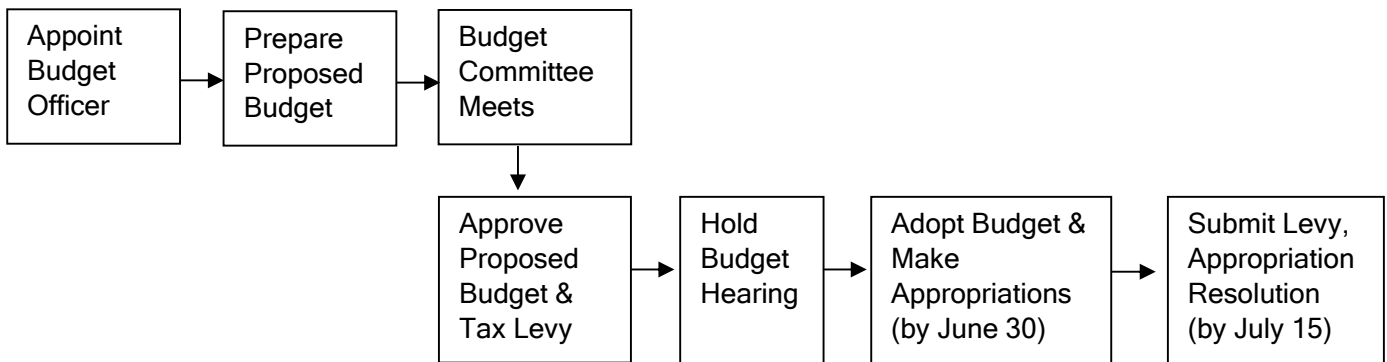 Appoint
Budget
Officer
Prepare
Proposed
Budget
Budget
Committee
Meets
Approve
Proposed
Budget &
Tax Levy
Hold
Budget
Hearing
Adopt Budget &
Make
Appropriations
(by June 30)
Submit Levy,
Appropriation
Resolution
(by July 15)